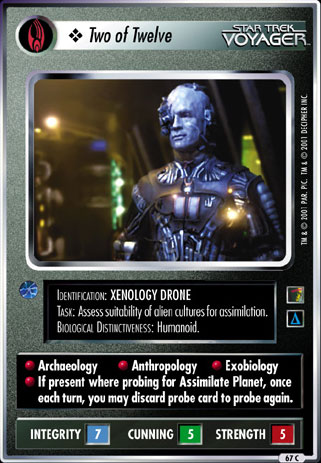 ❖ Two of Twelve
STAR TREK
VOYAGER
TM & © 2001 PAR. PIC. TM & © 2001 DECIPHER INC.
IDENTIFICATION: XENOLOGY DRONE
TASK: Assess suitability of alien cultures for assimilation.
BIOLOGICAL DISTINCTIVENESS: Humanoid.
Archaeology Anthropology Exobiology
If present where probing for Assimilate Planet, once
each turn, you may discard probe card to probe again.
INTEGRITY 7 CUNNING 5 STRENGTH 5
67 C